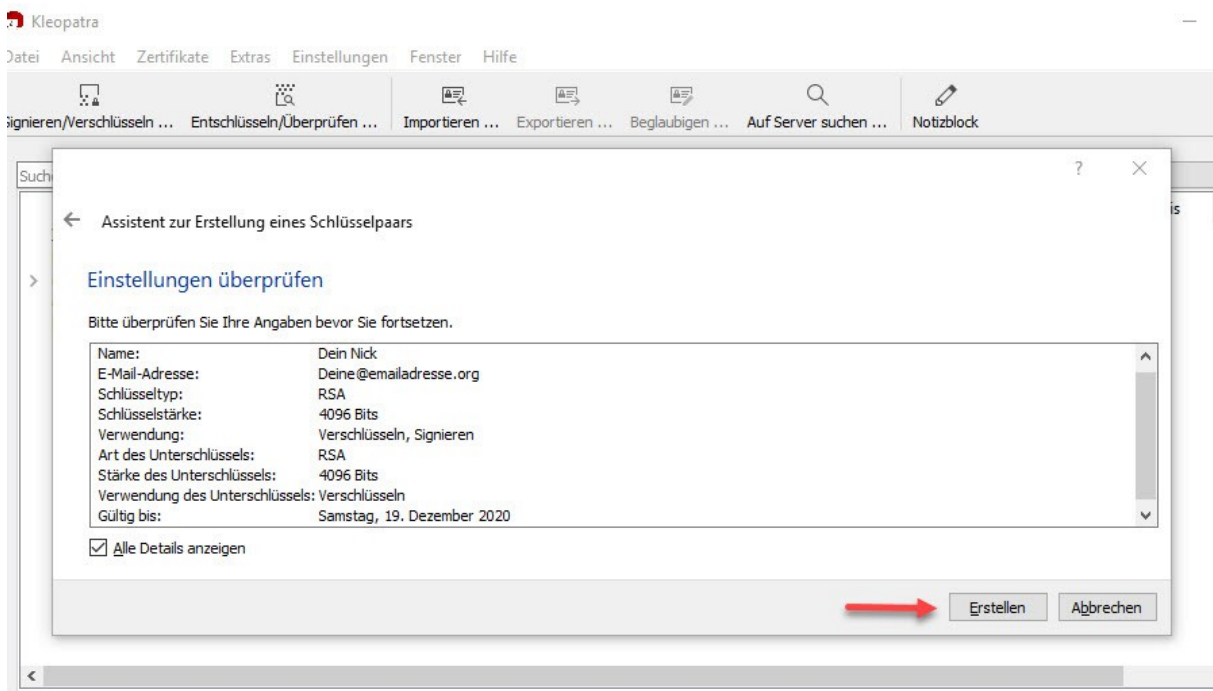 Kleopatra
Datei Ansicht Zertifikate Extras Einstellungen Fenster Hilfe
Signieren/Verschlüsseln ... Entschlüsseln/Überprüfen ... Importieren ... Exportieren ... Beglaubigen ... Auf Server suchen ... Notizblock
Such
?
is
Assistent zur Erstellung eines Schlüsselpaars
Einstellungen überprüfen
Bitte überprüfen Sie Ihre Angaben bevor Sie fortsetzen.
Name: Dein Nick
E-Mail-Adresse: Deine@emailadresse.org
Schlüsseltyp: RSA
Schlüsselstärke: 4096 Bits
Verwendung: Verschlüsseln, Signieren
Art des Unterschlüssels: RSA
Stärke des Unterschlüssels: 4096 Bits
Verwendung des Unterschlüssels: Verschlüsseln
Gültig bis: Samstag, 19. Dezember 2020
Alle Details anzeigen
Erstellen Abbrechen